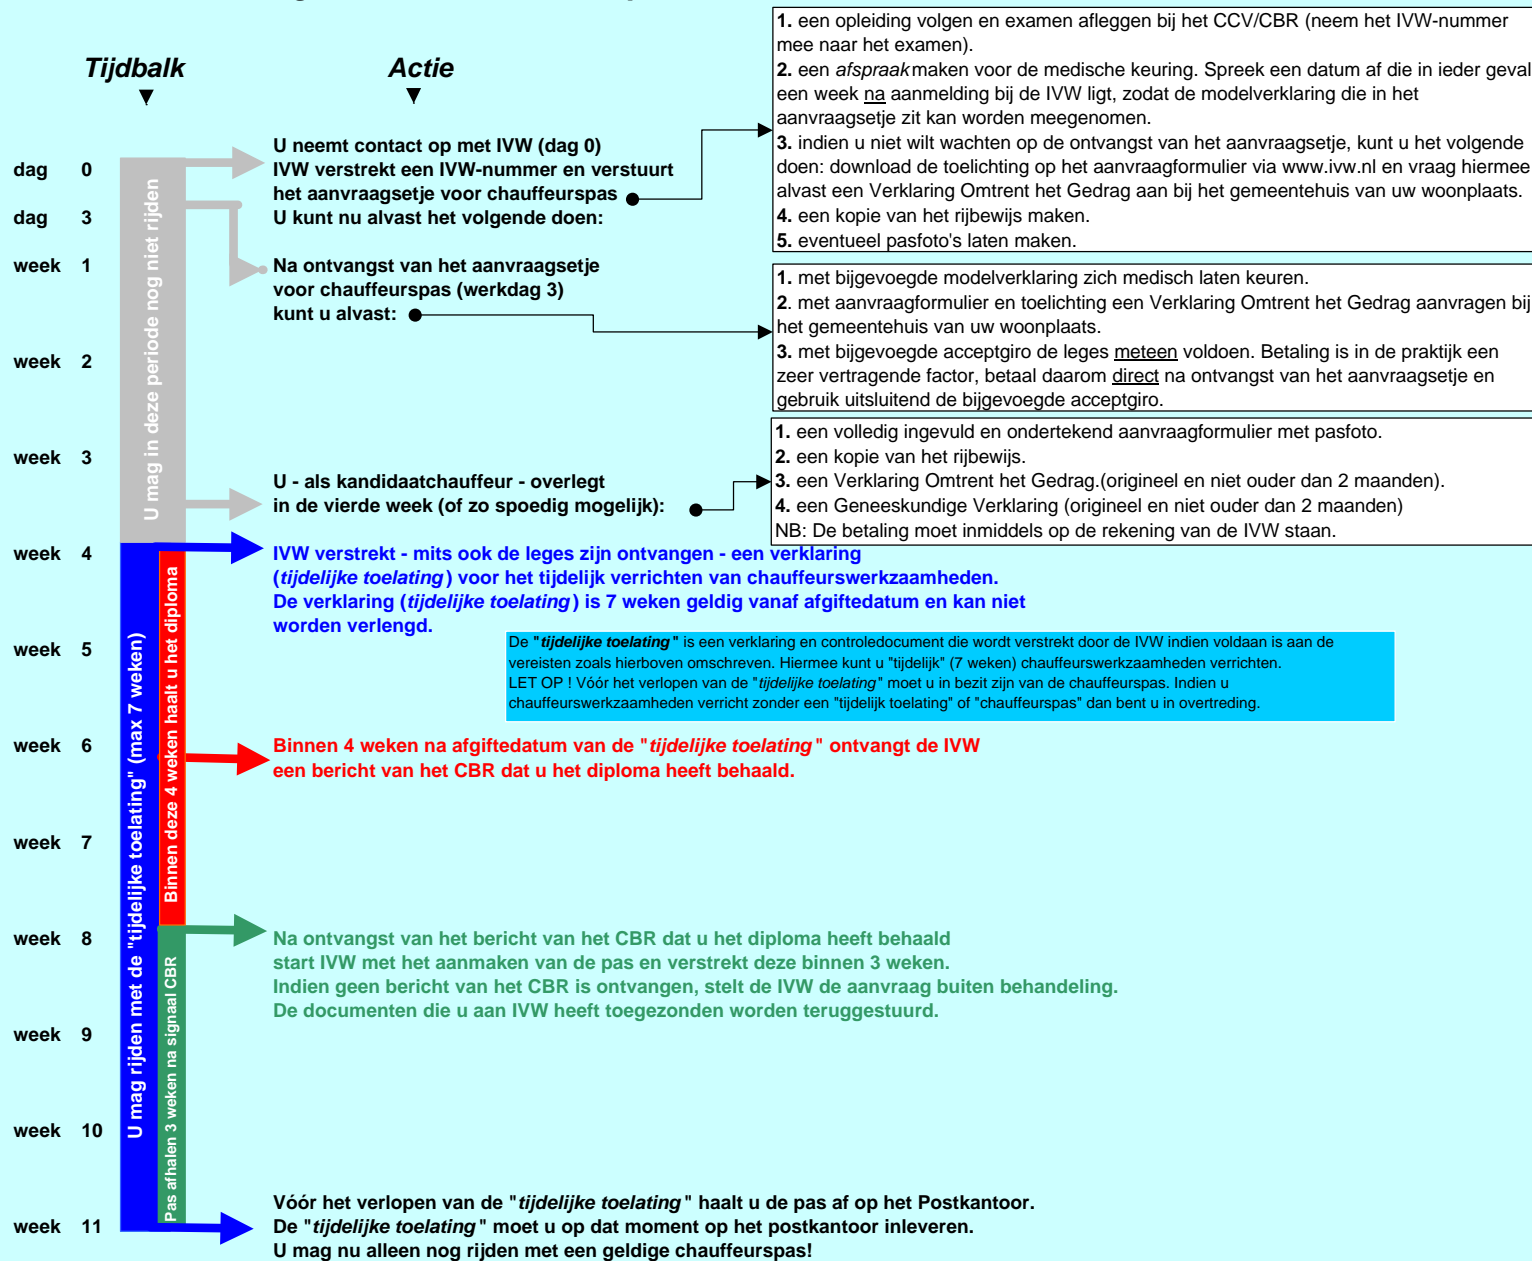 Tijdbalk
Actie
dag 0
dag 3
week 1
week 2
week 3
week 4
week 5
week 6
week 7
week 8
week 9
week 10
week 11
U mag in deze periode nog niet rijden
U mag rijden met de "tijdelijke toelating" (max 7 weken)
Binnen deze 4 weken haalt u het diploma
Pas afhalen 3 weken na signaal CBR
U neemt contact op met IVW (dag 0)
IVW verstrekt een IVW-nummer en verstuurt
het aanvraagsetje voor chauffeurspas
U kunt nu alvast het volgende doen:
1. een opleiding volgen en examen afleggen bij het CCV/CBR (neem het IVW-nummer
mee naar het examen).
2. een afspraak maken voor de medische keuring. Spreek een datum af die in ieder geval
een week na aanmelding bij de IVW ligt, zodat de modelverklaring die in het
aanvraagsetje zit kan worden meegenomen.
3. indien u niet wilt wachten op de ontvangst van het aanvraagsetje, kunt u het volgende
doen: download de toelichting op het aanvraagformulier via www.ivw.nl en vraag hiermee
alvast een Verklaring Omtrent het Gedrag aan bij het gemeentehuis van uw woonplaats.
4. een kopie van het rijbewijs maken.
5. eventueel pasfoto's laten maken.
Na ontvangst van het aanvraagsetje
voor chauffeurspas (werkdag 3)
kunt u alvast:
1. met bijgevoegde modelverklaring zich medisch laten keuren.
2. met aanvraagformulier en toelichting een Verklaring Omtrent het Gedrag aanvragen bij
het gemeentehuis van uw woonplaats.
3. met bijgevoegde acceptgiro de leges meteen voldoen. Betaling is in de praktijk een
zeer vertragende factor, betaal daarom direct na ontvangst van het aanvraagsetje en
gebruik uitsluitend de bijgevoegde acceptgiro.
U - als kandidaatchauffeur - overlegt
in de vierde week (of zo spoedig mogelijk):
1. een volledig ingevuld en ondertekend aanvraagformulier met pasfoto.
2. een kopie van het rijbewijs.
3. een Verklaring Omtrent het Gedrag.(origineel en niet ouder dan 2 maanden).
4. een Geneeskundige Verklaring (origineel en niet ouder dan 2 maanden)
NB: De betaling moet inmiddels op de rekening van de IVW staan.
IVW verstrekt - mits ook de leges zijn ontvangen - een verklaring
(tijdelijke toelating) voor het tijdelijk verrichten van chauffeurswerkzaamheden.
De verklaring (tijdelijke toelating) is 7 weken geldig vanaf afgiftedatum en kan niet
worden verlengd.
De "tijdelijke toelating" is een verklaring en controledocument die wordt verstrekt door de IVW indien voldaan is aan de
vereisten zoals hierboven omschreven. Hiermee kunt u "tijdelijk" (7 weken) chauffeurswerkzaamheden verrichten.
LET OP ! Vóór het verlopen van de "tijdelijke toelating" moet u in bezit zijn van de chauffeurspas. Indien u
chauffeurswerkzaamheden verricht zonder een "tijdelijk toelating" of "chauffeurspas" dan bent u in overtreding.
Binnen 4 weken na afgiftedatum van de "tijdelijke toelating" ontvangt de IVW
een bericht van het CBR dat u het diploma heeft behaald.
Na ontvangst van het bericht van het CBR dat u het diploma heeft behaald
start IVW met het aanmaken van de pas en verstrekt deze binnen 3 weken.
Indien geen bericht van het CBR is ontvangen, stelt de IVW de aanvraag buiten behandeling.
De documenten die u aan IVW heeft toegezonden worden teruggestuurd.
Vóór het verlopen van de "tijdelijke toelating" haalt u de pas af op het Postkantoor.
De "tijdelijke toelating" moet u op dat moment op het postkantoor inleveren.
U mag nu alleen nog rijden met een geldige chauffeurspas!